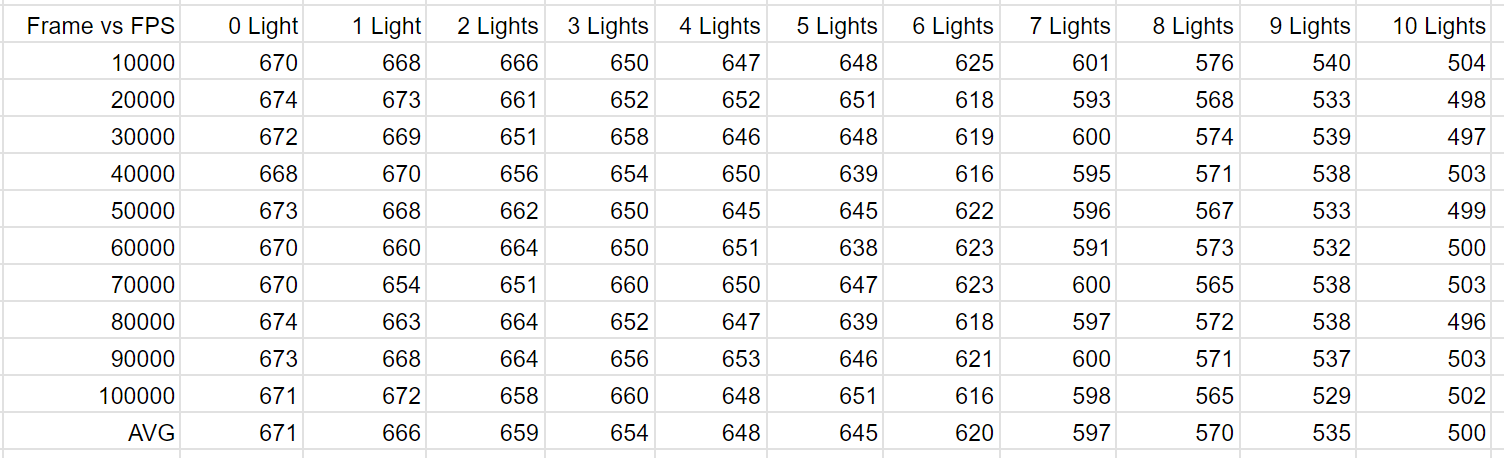 Frame vs FPS 0 Light 1 Light 2 Lights 3 Lights 4 Lights 5 Lights 6 Lights 7 Lights 8 Lights 9 Lights 10 Lights
10000 670 668 666 650 647 648 625 601 576 540 504
20000 674 673 661 652 652 651 618 593 568 533 498
30000 672 669 651 658 646 648 619 600 574 539 497
40000 668 670 656 654 650 639 616 595 571 538 503
50000 673 668 662 650 645 645 622 596 567 533 499
60000 670 660 664 650 651 638 623 591 573 532 500
70000 670 654 651 660 650 647 623 600 565 538 503
80000 674 663 664 652 647 639 618 597 572 538 496
90000 673 668 664 656 653 646 621 600 571 537 503
100000 671 672 658 660 648 651 616 598 565 529 502
AVG 671 666 659 654 648 645 620 597 570 535 500